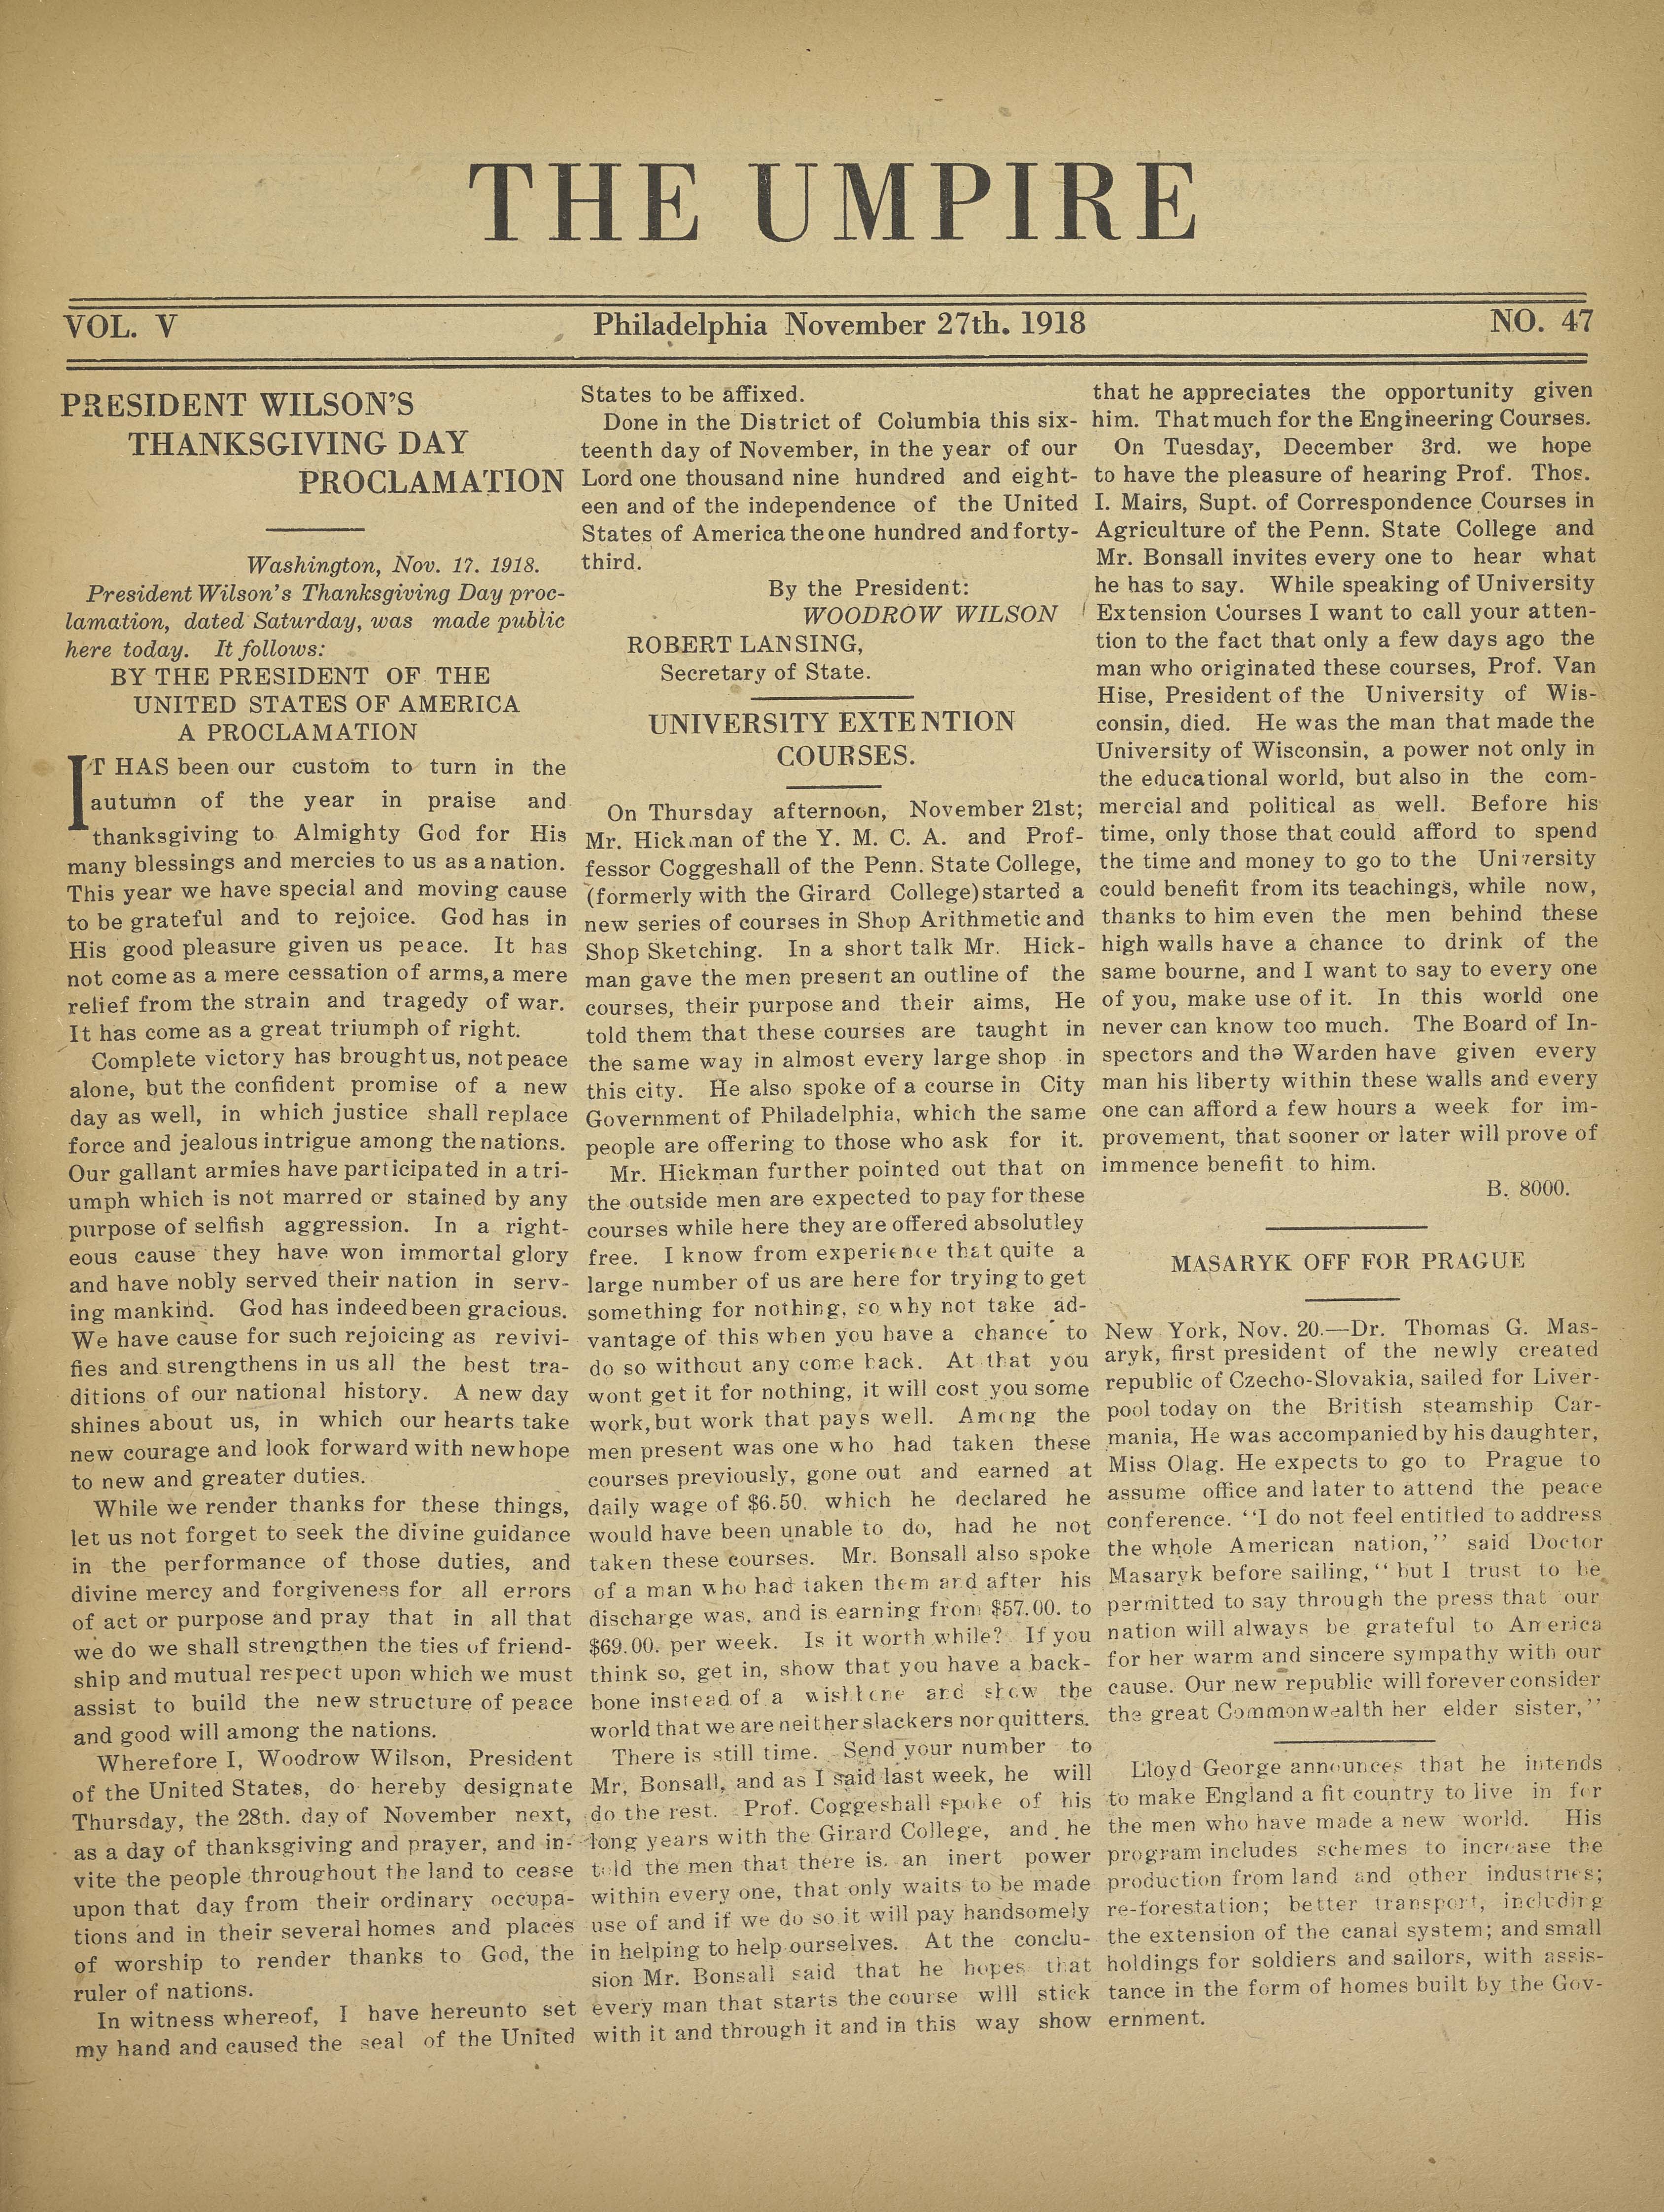 THE UMPIRE
VOL. V
Philadelphia November 27th. 1918
NO. 47
PRESIDENT WILSON'S
THANKSGIVING DAY
PROCLAMATION
Washington, Nov. 17. 1918.
President Wilson's Thanksgiving Day proc-
lamation, dated Saturday, was made public
here today. It follows:
BY THE PRESIDENT OF THE
UNITED STATES OF AMERICA
A PROCLAMATION
IT HAS been our custom to turn in the
autumn of the year in praise and
thanksgiving to Almighty God for His
many blessings and mercies to us as a nation.
This year we have special and moving cause
to be grateful and to rejoice. God has in
His good pleasure given us peace. It has
not come as a mere cessation of arms, a mere
relief from the strain and tragedy of war.
It has come as a great triumph of right.
Complete victory has brought us, not peace
alone, but the confident promise of a new
day as well, in which justice shall replace
force and jealous intrigue among the nations.
Our gallant armies have participated in a tri-
umph which is not marred or stained by any
purpose of selfish aggression. In a right-
eous cause they have won immortal glory
and have nobly served their nation in serv-
ing mankind. God has indeed been gracious.
We have cause for such rejoicing as revivi-
fies and strengthens in us all the best tra-
ditions of our national history. A new day
shines about us, in which our hearts take
new courage and look forward with new hope
to new and greater duties.
While we render thanks for these things,
let us not forget to seek the divine guidance
in the performance of those duties, and
divine mercy and forgiveness for all errors
of act or purpose and pray that in all that
we do we shall strengthen the ties of friend-
ship and mutual respect upon which we must
assist to build the new structure of peace
and good will among the nations.
Wherefore I, Woodrow Wilson, President
of the United States, do hereby designate
Thursday, the 28th. day of November next,
as a day of thanksgiving and prayer, and in-
vite the people throughout the land to cease
upon that day from their ordinary occupa-
tions and in their several homes and places
of worship to render thanks to God, the
ruler of nations.
In witness whereof, I have hereunto set
my hand and caused the seal of the United
States to be affixed.
Done in the District of Columbia this six-
teenth day of November, in the year of our
Lord one thousand nine hundred and eight-
een and of the independence of the United
States of America the one hundred and forty-
third.
By the President:
WOODROW WILSON
ROBERT LANSING,
Secretary of State.
UNIVERSITY EXTENTION
COURSES.
On Thursday afternoon, November 21st;
Mr. Hickman of the Y. M. C. A. and Prof-
fessor Coggeshall of the Penn. State College,
(formerly with the Girard College) started a
new series of courses in Shop Arithmetic and
Shop Sketching. In a short talk Mr. Hick-
man gave the men present an outline of the
courses, their purpose and their aims, He
told them that these courses are taught in
the same way in almost every large shop in
this city. He also spoke of a course in City
Government of Philadelphia, which the same
people are offering to those who ask for it.
Mr. Hickman further pointed out that on
the outside men are expected to pay for these
courses while here they are offered absolutley
free. I know from experience that quite a
large number of us are here for trying to get
something for nothing, so why not take ad-
vantage of this when you have a chance to
do so without any come back. At that you
wont get it for nothing, it will cost you some
work, but work that pays well. Among the
men present was one who had taken these
courses previously, gone out and earned at
daily wage of $6.50, which he declared he
would have been unable to do, had he not
taken these courses. Mr. Bonsall also spoke
of a man who had taken them and after his
discharge was, and is earning from $57.00. to
$69.00. per week. Is it worth while? If you
think so, get in, show that you have a back-
bone instead of a wishbone and show the
world that we are neither slackers nor quitters.
There is still time. Send your number to
Mr, Bonsall, and as I said last week, he will
do the rest. Prof. Coggeshall spoke of his
long years with the Girard College, and he
told the men that there is. an inert power
within every one, that only waits to be made
use of and if we do so it will pay handsomely
in helping to help ourselves. At the conclu-
sion Mr. Bonsall said that he hopes that
every man that starts the course will stick
with it and through it and in this way show
that he appreciates the opportunity given
him. That much for the Engineering Courses.
On Tuesday, December 3rd. we hope
to have the pleasure of hearing Prof. Thos.
I. Mairs, Supt. of Correspondence Courses in
Agriculture of the Penn. State College and
Mr. Bonsall invites every one to hear what
he has to say. While speaking of University
Extension Courses I want to call your atten-
tion to the fact that only a few days ago the
man who originated these courses, Prof. Van
Hise, President of the University of Wis-
consin, died. He was the man that made the
University of Wisconsin, a power not only in
the educational world, but also in the com-
mercial and political as well. Before his
time, only those that could afford to spend
the time and money to go to the University
could benefit from its teachings, while now,
thanks to him even the men behind these
high walls have a chance to drink of the
same bourne, and I want to say to every one
of you, make use of it. In this world one
never can know too much. The Board of In-
spectors and the Warden have given every
man his liberty within these walls and every
one can afford a few hours a week for im-
provement, that sooner or later will prove of
immence benefit to him.
B. 8000.
MASARYK OFF FOR PRAGUE
New York, Nov. 20.—Dr. Thomas G. Mas-
aryk, first president of the newly created
republic of Czecho-Slovakia, sailed for Liver-
pool today on the British steamship Car-
mania, He was accompanied by his daughter,
Miss Olag. He expects to go to Prague to
assume office and later to attend the peace
conference. ''I do not feel entitled to address
the whole American nation,'' said Doctor
Masaryk before sailing, ''but I trust to be
permitted to say through the press that our
nation will always be grateful to America
for her warm and sincere sympathy with our
cause. Our new republic will forever consider
the great Commonwealth her elder sister,''
Lloyd George announces that he intends
to make England a fit country to live in for
the men who have made a new world. His
program includes schemes to increase the
production from land and other industries;
re-forestation; better transport, including
the extension of the canal system; and small
holdings for soldiers and sailors, with assis-
tance in the form of homes built by the Gov-
ernment.